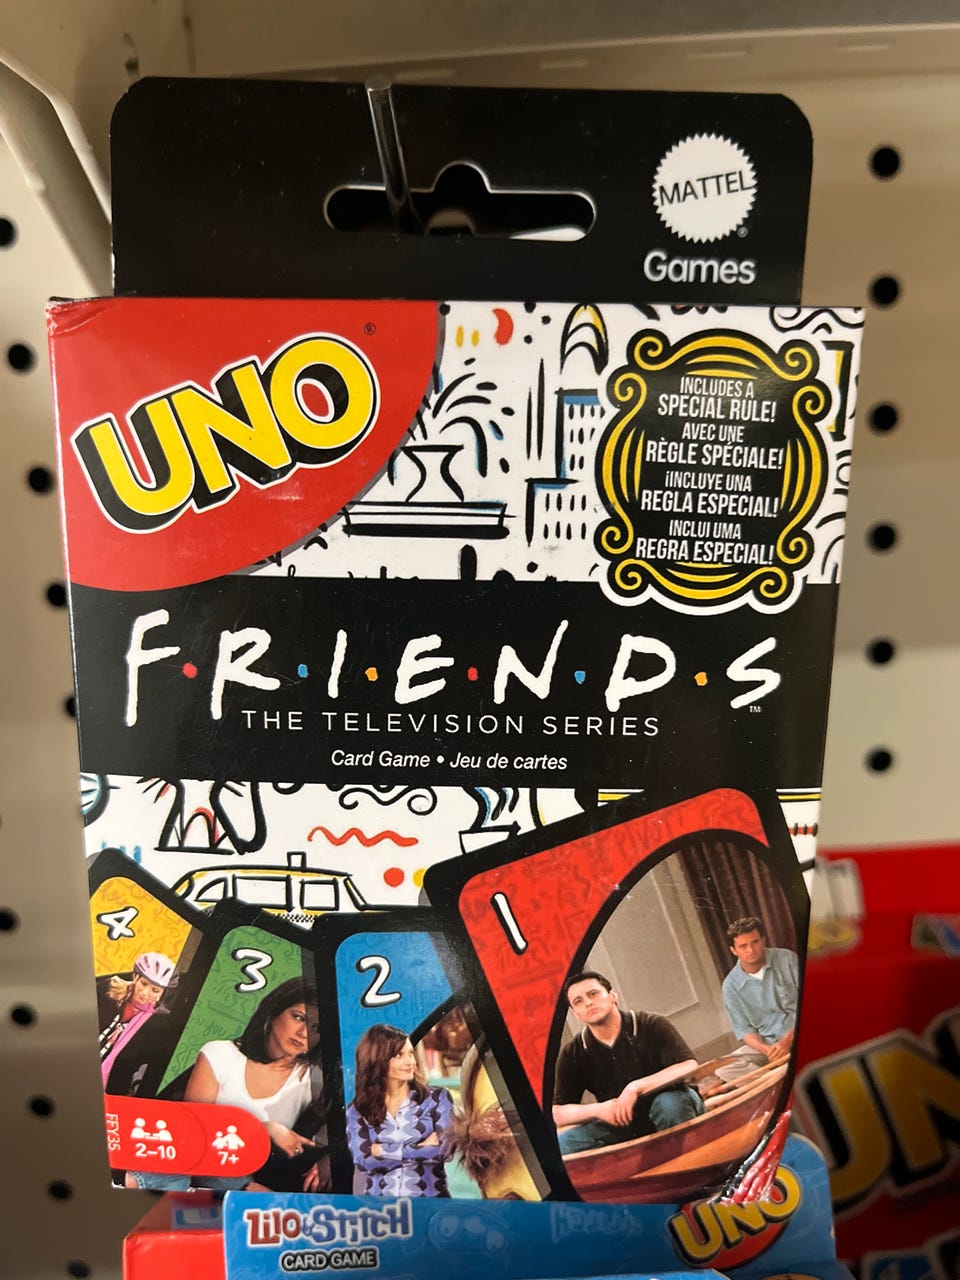 MATTEL
®
Games
UNO
®
INCLUDES A
SPECIAL RULE!
AVEC UNE
RÈGLE SPÉCIALE!
¡INCLUYE UNA
REGLA ESPECIAL!
INCLUI UMA
REGRA ESPECIAL!
F·R·I·E·N·D·S
TM
THE TELEVISION SERIES
Card Game • Jeu de cartes
4
3
2
1
FFY35
2–10
7+
Lilo & Stitch
CARD GAME
UNO
UN